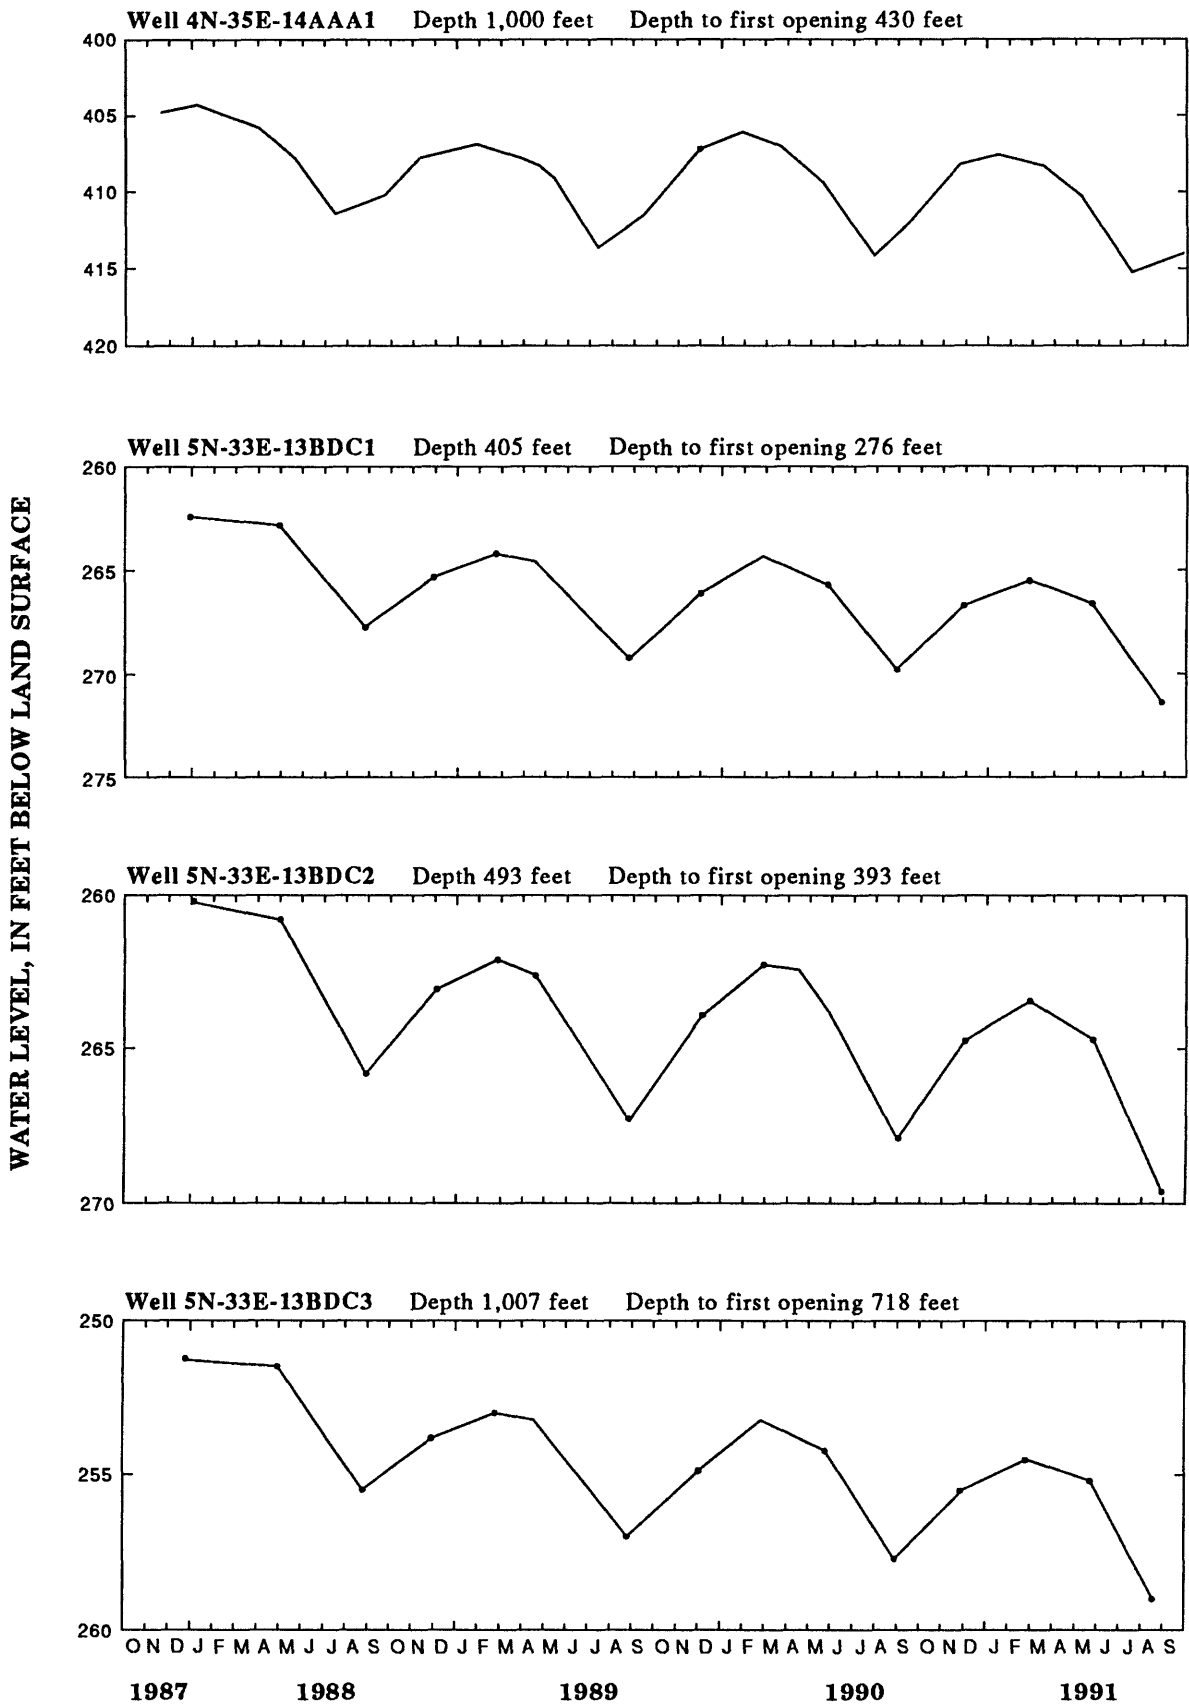 Well 4N-35E-14AAA1 Depth 1,000 feet Depth to first opening 430 feet
400
405
410
415
420
WATER LEVEL, IN FEET BELOW LAND SURFACE
Well 5N-33E-13BDC1 Depth 405 feet Depth to first opening 276 feet
260
265
270
275
Well 5N-33E-13BDC2 Depth 493 feet Depth to first opening 393 feet
260
265
270
Well 5N-33E-13BDC3 Depth 1,007 feet Depth to first opening 718 feet
250
255
260
O N D J F M A M J J A S O N D J F M A M J J A S O N D J F M A M J J A S O N D J F M A M J J A S
1987 1988 1989 1990 1991